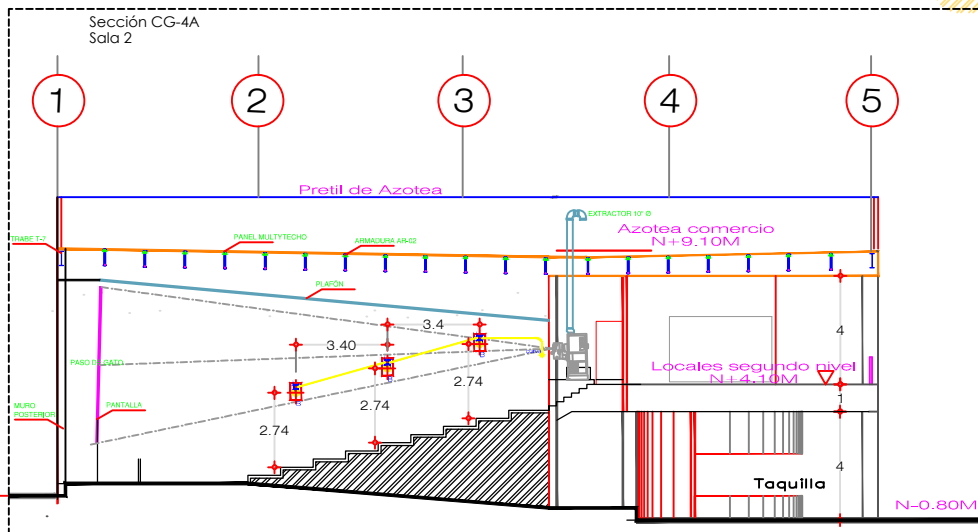 Sección CG-4A
Sala 2
1
2
3
4
5
Pretil de Azotea
EXTRACTOR 10' Ø
Azotea comercio
N+9.10M
TRABE T-7
PANEL MULTYTECHO
ARMADURA AR-02
PLAFÓN
3.4
3.40
4
PASO DE GATO
Locales segundo nivel
N+4.10M
2.74
1
MURO
POSTERIOR
PANTALLA
2.74
2.74
4
Taquilla
N-0.80M